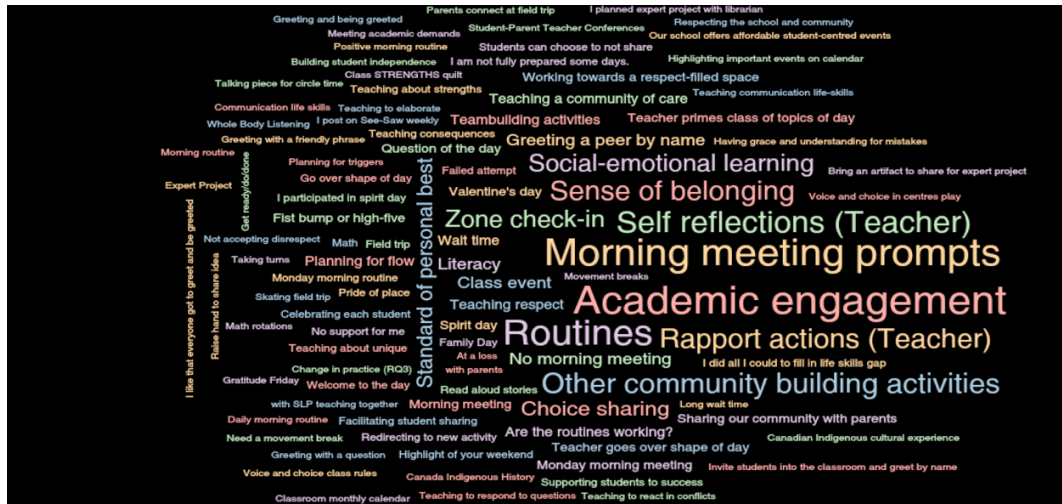 Parents connect at field trip
I planned expert project with librarian
Greeting and being greeted
Respecting the school and community
Student-Parent Teacher Conferences
Meeting academic demands
Our school offers affordable student-centred events
Positive morning routine
Students can choose to not share
Building student independence
I am not fully prepared some days.
Highlighting important events on calendar
Class STRENGTHS quilt
Working towards a respect-filled space
Talking piece for circle time
Teaching about strengths
Teaching a community of care
Teaching communication life-skills
Communication life skills
Teaching to elaborate
Whole Body Listening
I post on See-Saw weekly
Teambuilding activities
Teacher primes class of topics of day
Greeting with a friendly phrase
Teaching consequences
Greeting a peer by name
Having grace and understanding for mistakes
Question of the day
Morning routine
Planning for triggers
Failed attempt
Social-emotional learning
Bring an artifact to share for expert project
Go over shape of day
Expert Project
Get ready/do/done
I participated in spirit day
Valentine's day
Sense of belonging
Voice and choice in centres play
Fist bump or high-five
Standard of personal best
Zone check-in
Self reflections (Teacher)
I like that everyone got to greet and be greeted
Raise hand to share idea
Not accepting disrespect
Math
Field trip
Wait time
Morning meeting prompts
Taking turns
Planning for flow
Literacy
Monday morning routine
Class event
Movement breaks
Skating field trip
Pride of place
Teaching respect
Academic engagement
Celebrating each student
Math rotations
No support for me
Spirit day
Routines
Rapport actions (Teacher)
Family Day
Teaching about unique
At a loss
No morning meeting
I did all I could to fill in life skills gap
Change in practice (RQ3)
with parents
Gratitude Friday
Welcome to the day
Read aloud stories
Other community building activities
with SLP teaching together
Morning meeting
Choice sharing
Long wait time
Daily morning routine
Facilitating student sharing
Sharing our community with parents
Need a movement break
Redirecting to new activity
Are the routines working?
Canadian Indigenous cultural experience
Greeting with a question
Highlight of your weekend
Teacher goes over shape of day
Voice and choice class rules
Canada Indigenous History
Monday morning meeting
Invite students into the classroom and greet by name
Supporting students to success
Classroom monthly calendar
Teaching to respond to questions
Teaching to react in conflicts